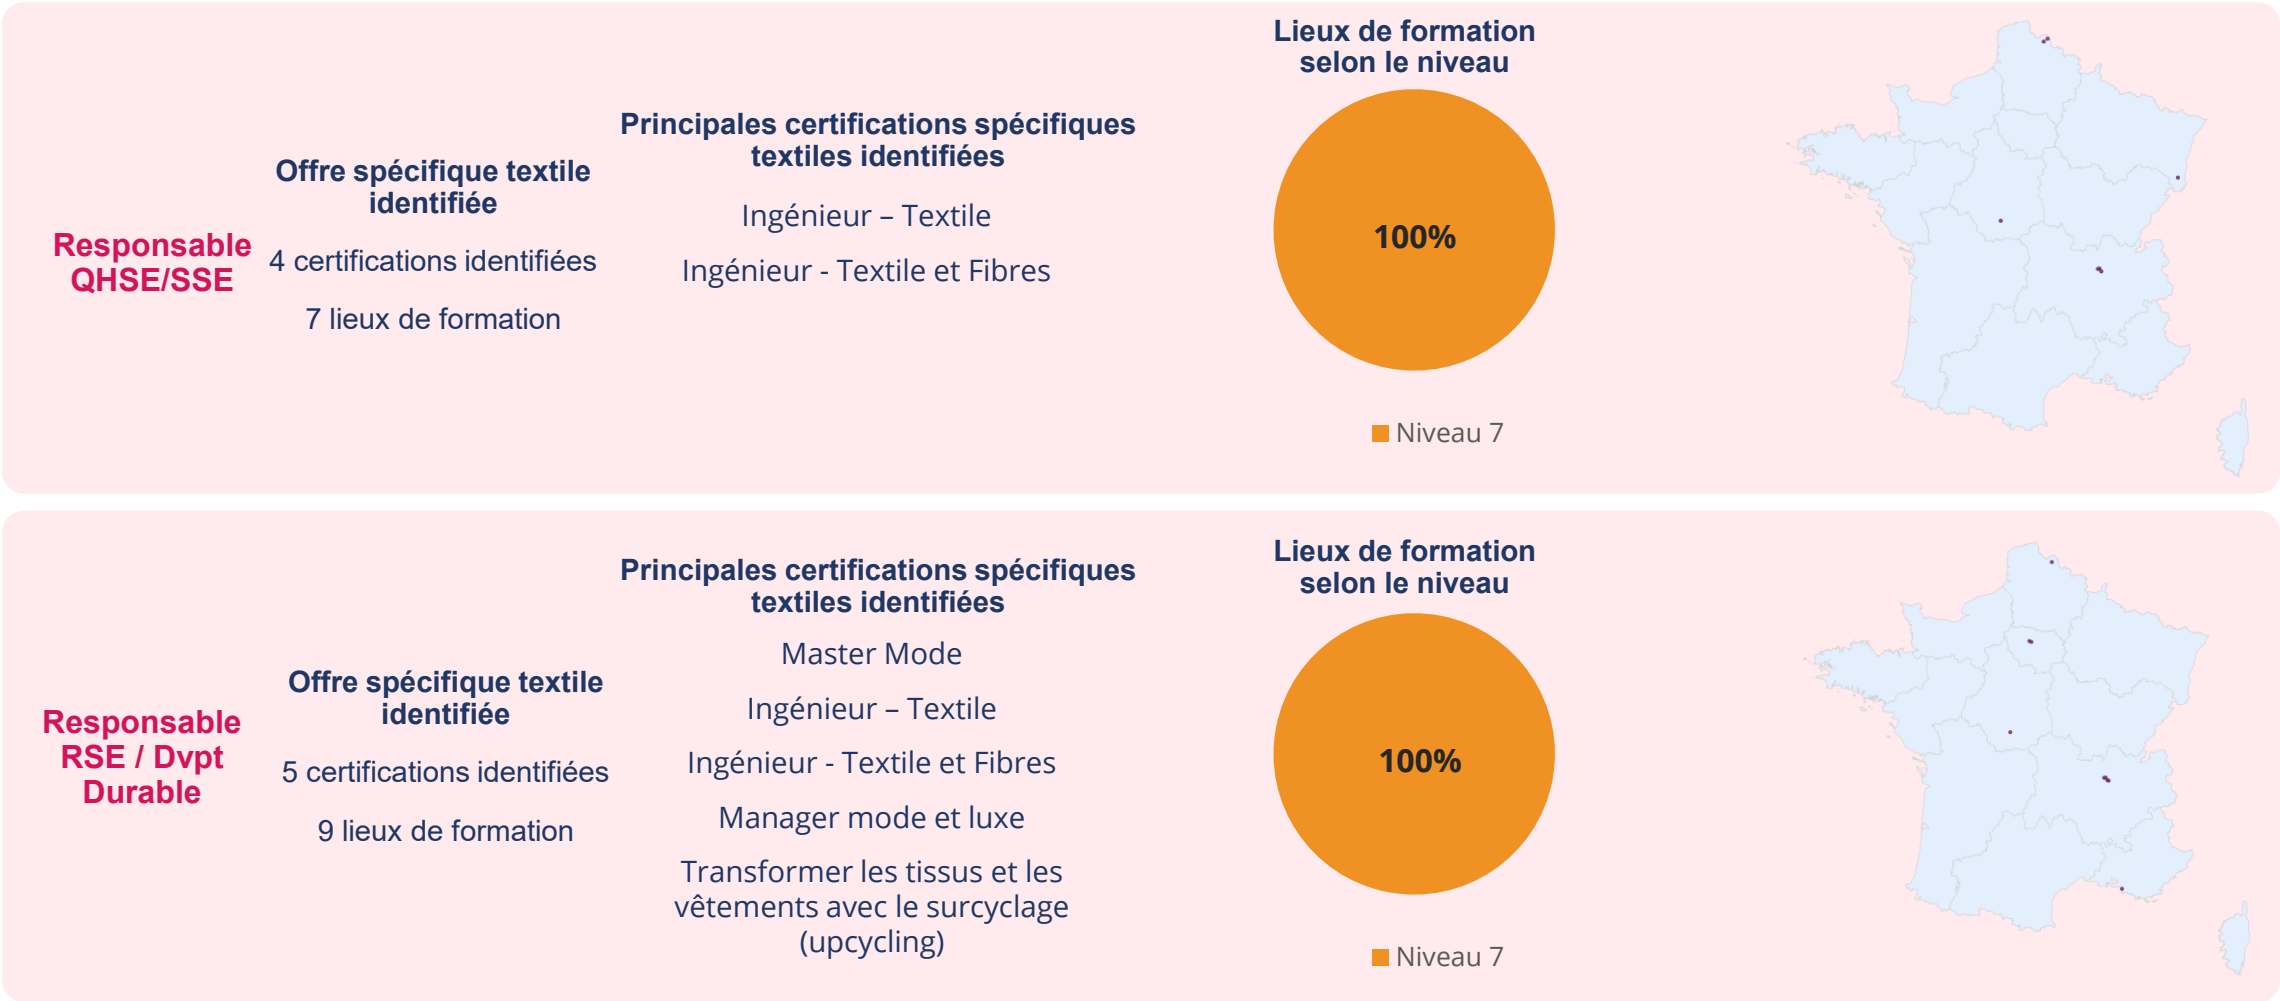 Responsable
QHSE/SSE
Offre spécifique textile
identifiée
4 certifications identifiées
7 lieux de formation
Principales certifications spécifiques
textiles identifiées
Ingénieur – Textile
Ingénieur - Textile et Fibres
Lieux de formation
selon le niveau
100%
Niveau 7
Responsable
RSE / Dvpt
Durable
Offre spécifique textile
identifiée
5 certifications identifiées
9 lieux de formation
Principales certifications spécifiques
textiles identifiées
Master Mode
Ingénieur – Textile
Ingénieur - Textile et Fibres
Manager mode et luxe
Transformer les tissus et les
vêtements avec le surcyclage
(upcycling)
Lieux de formation
selon le niveau
100%
Niveau 7